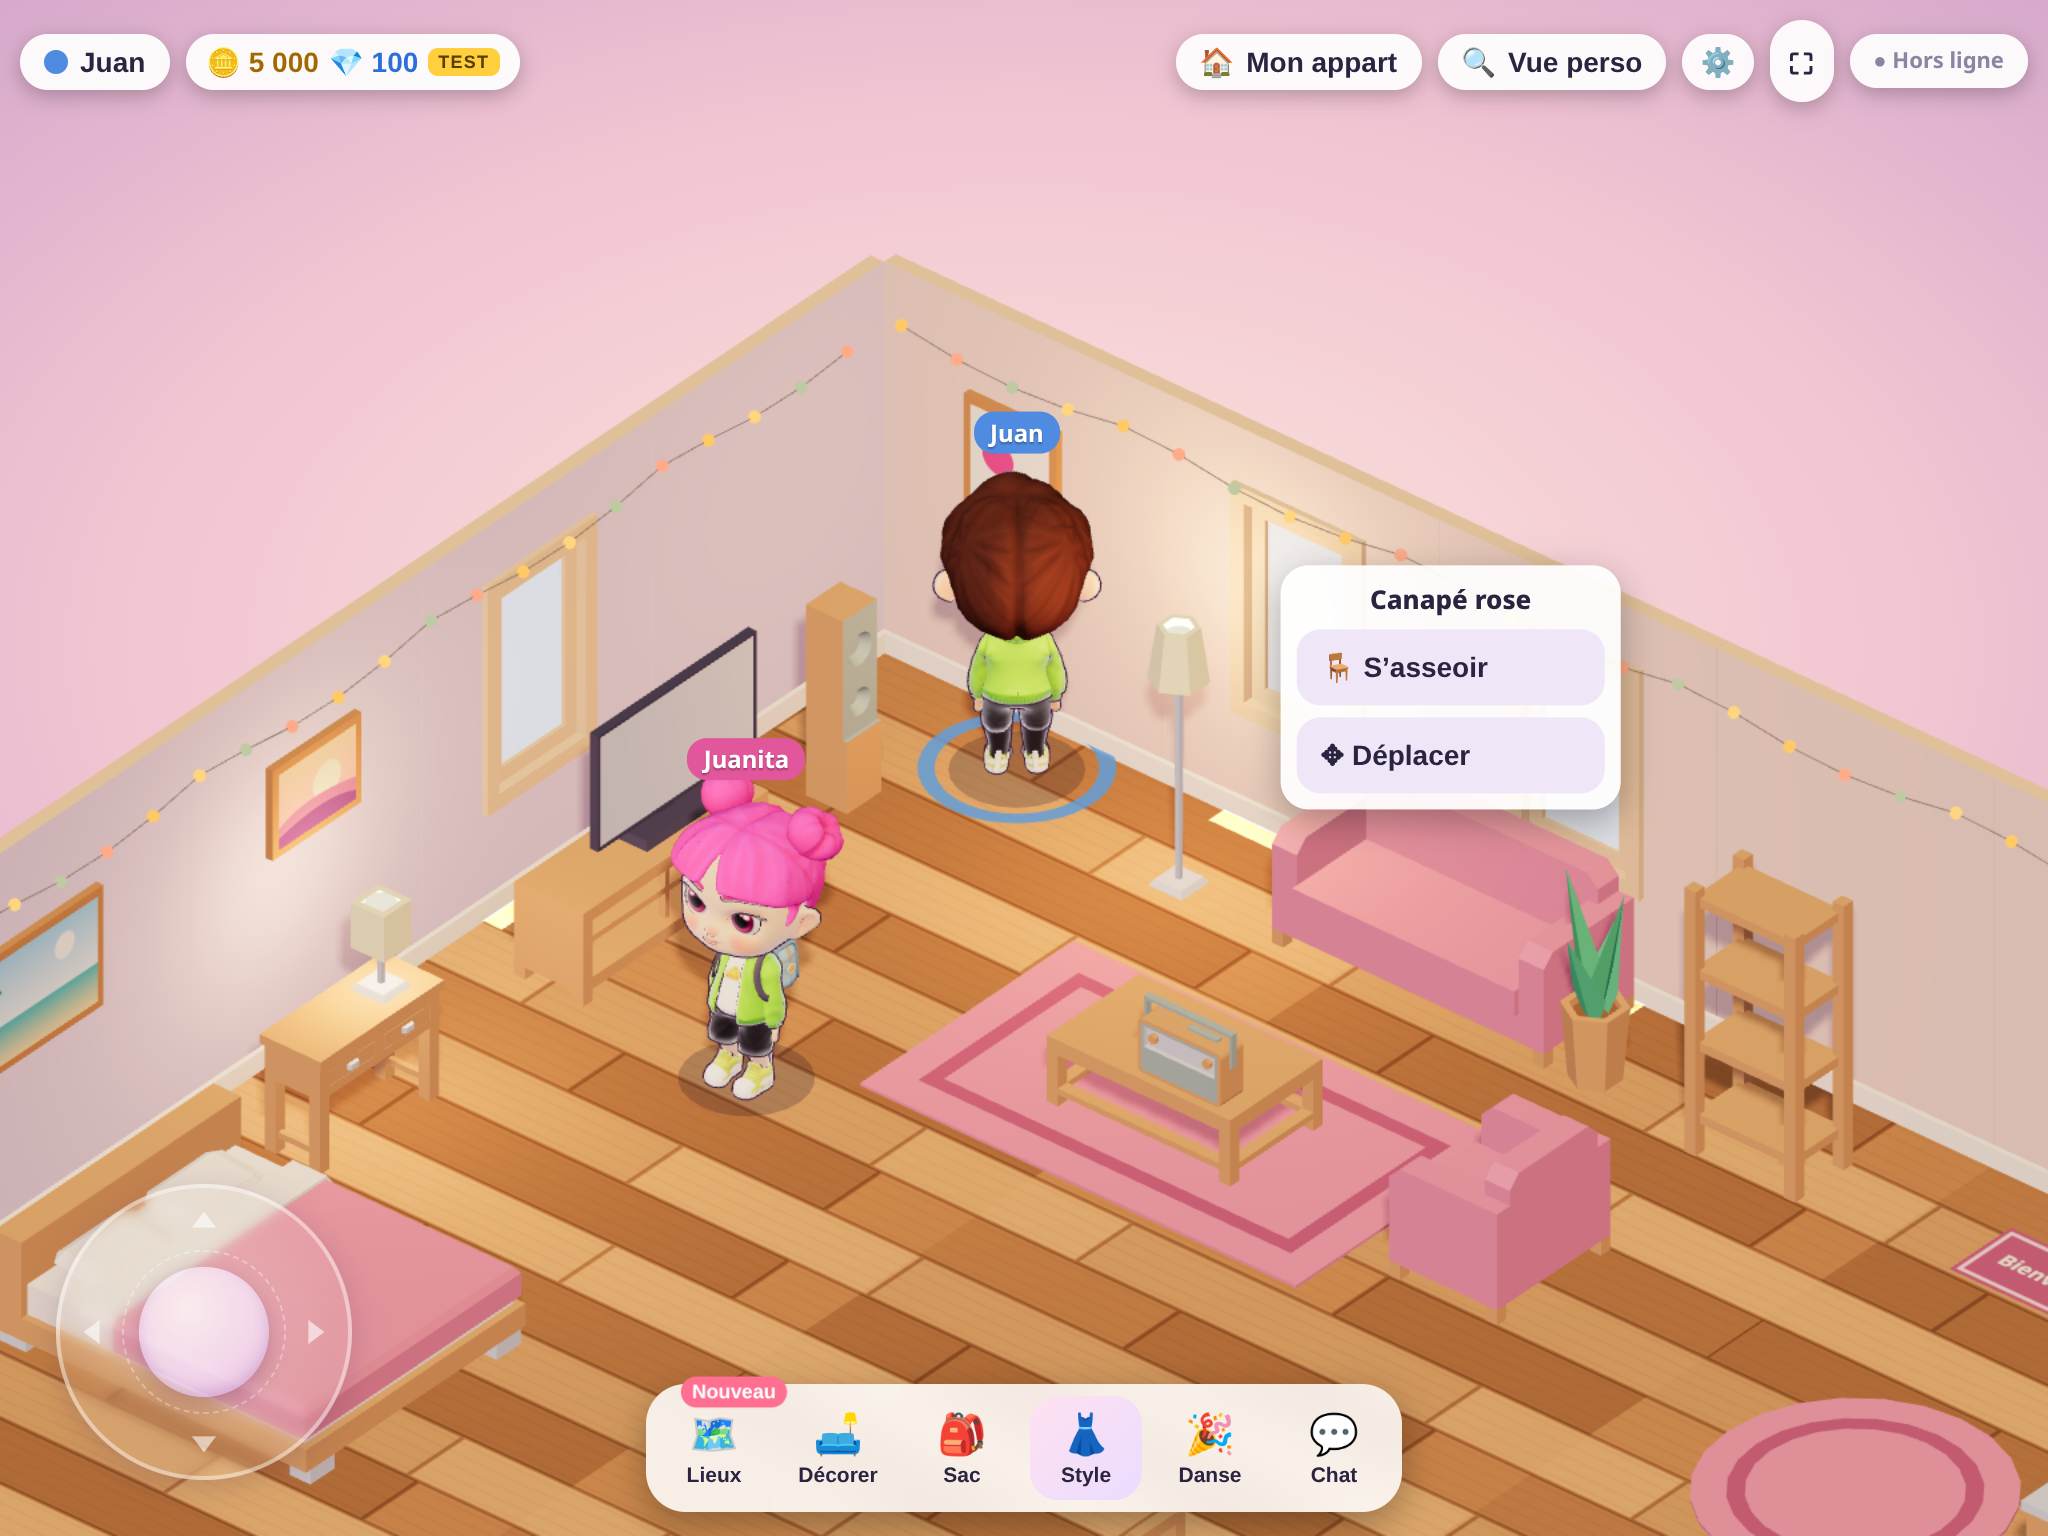 Juan
5 000 100 TEST
Mon appart
Vue perso
Hors ligne
Juan
Canapé rose
S’asseoir
Déplacer
Juanita
Nouveau
Lieux
Décorer
Sac
Style
Danse
Chat